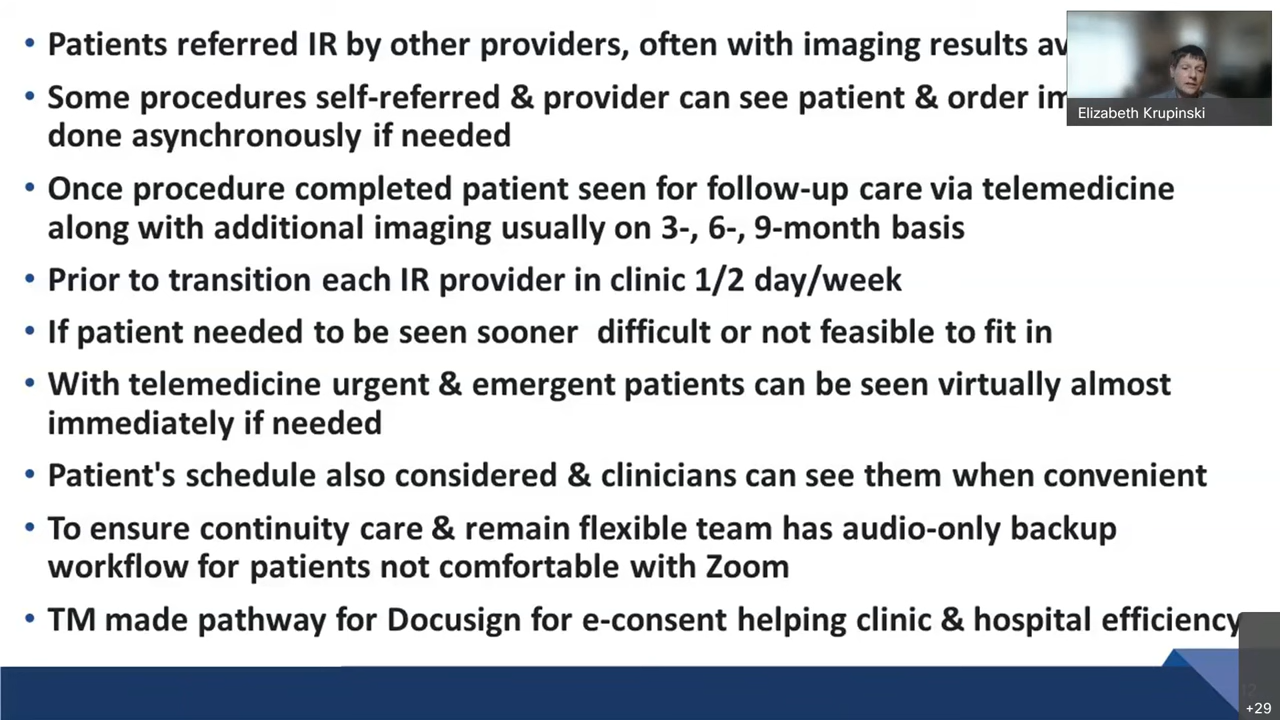 • Patients referred IR by other providers, often with imaging results
• Some procedures self-referred & provider can see patient & order
done asynchronously if needed
• Once procedure completed patient seen for follow-up care via telemedicine
along with additional imaging usually on 3-, 6-, 9-month basis
• Prior to transition each IR provider in clinic 1/2 day/week
• If patient needed to be seen sooner  difficult or not feasible to fit in
• With telemedicine urgent & emergent patients can be seen virtually almost
immediately if needed
• Patient's schedule also considered & clinicians can see them when convenient
• To ensure continuity care & remain flexible team has audio-only backup
workflow for patients not comfortable with Zoom
• TM made pathway for Docusign for e-consent helping clinic & hospital efficiency
Elizabeth Krupinski
12
+29